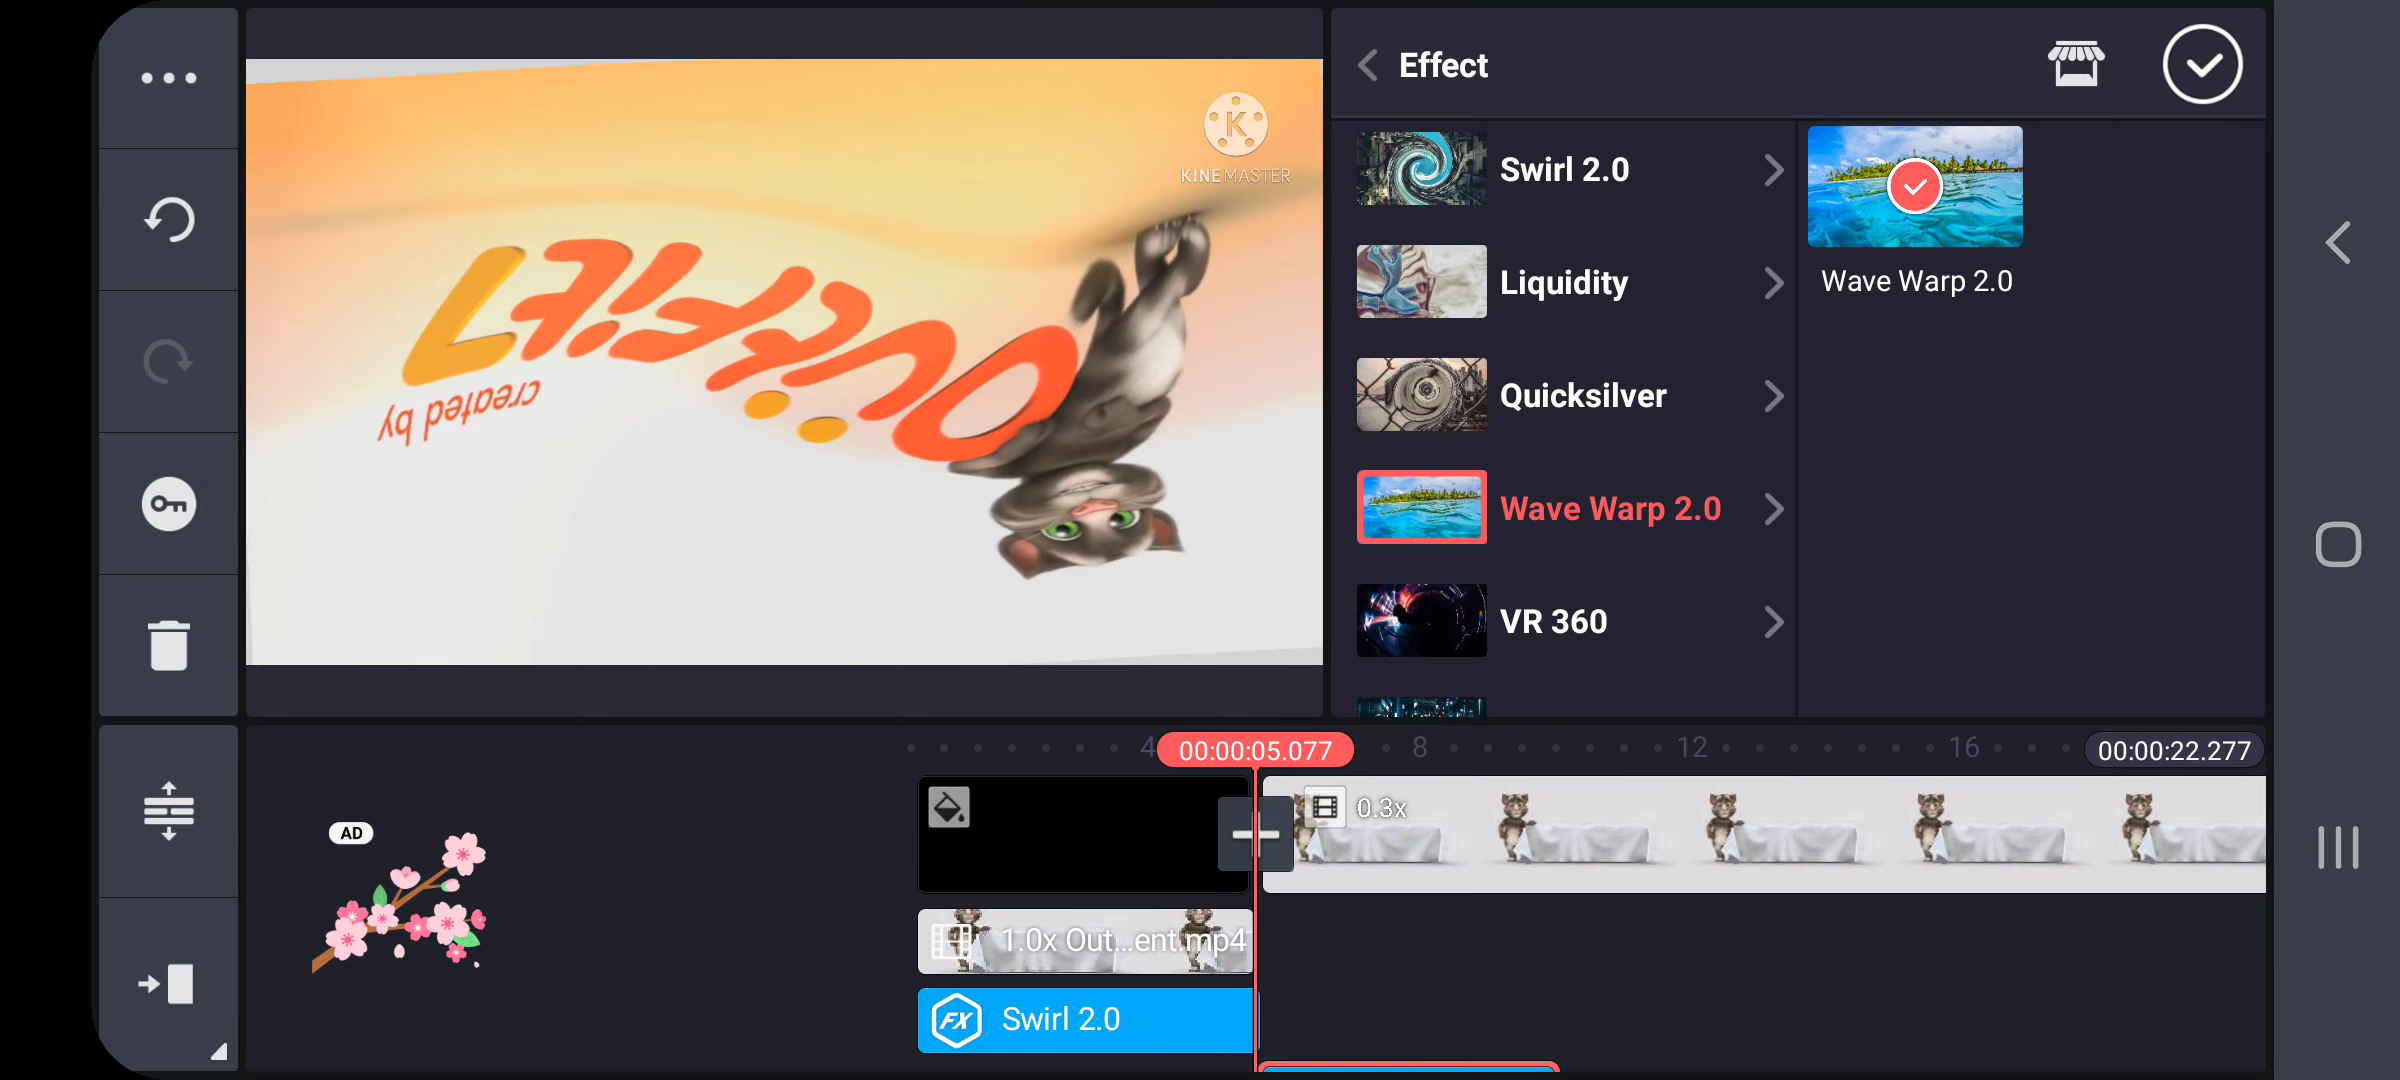 Effect
KINEMASTER
Swirl 2.0
Liquidity
Quicksilver
Wave Warp 2.0
VR 360
Wave Warp 2.0
created by
Outfit7
4
00:00:05.077
8
12
16
00:00:22.277
AD
0.3x
1.0x Out...ent.mp4
FX
Swirl 2.0